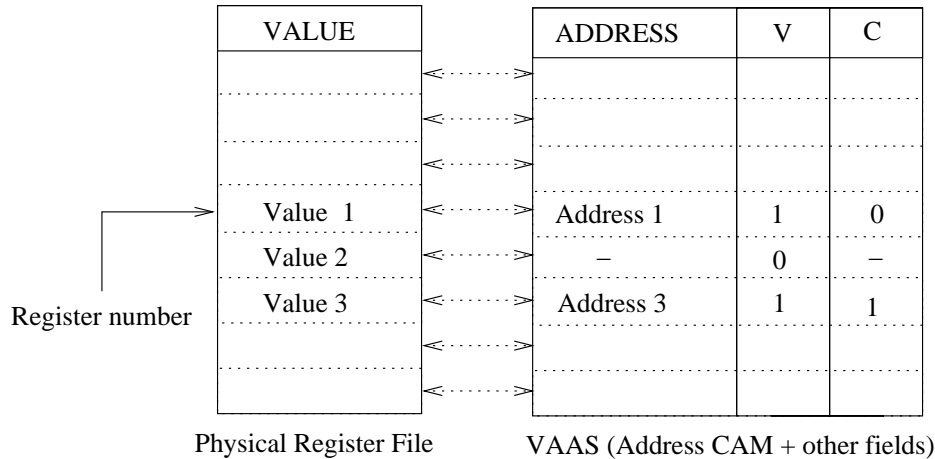 VALUE
ADDRESS V C
Value 1
Address 1 1 0
Value 2
– 0 –
Value 3
Address 3 1 1
Register number
Physical Register File
VAAS (Address CAM + other fields)